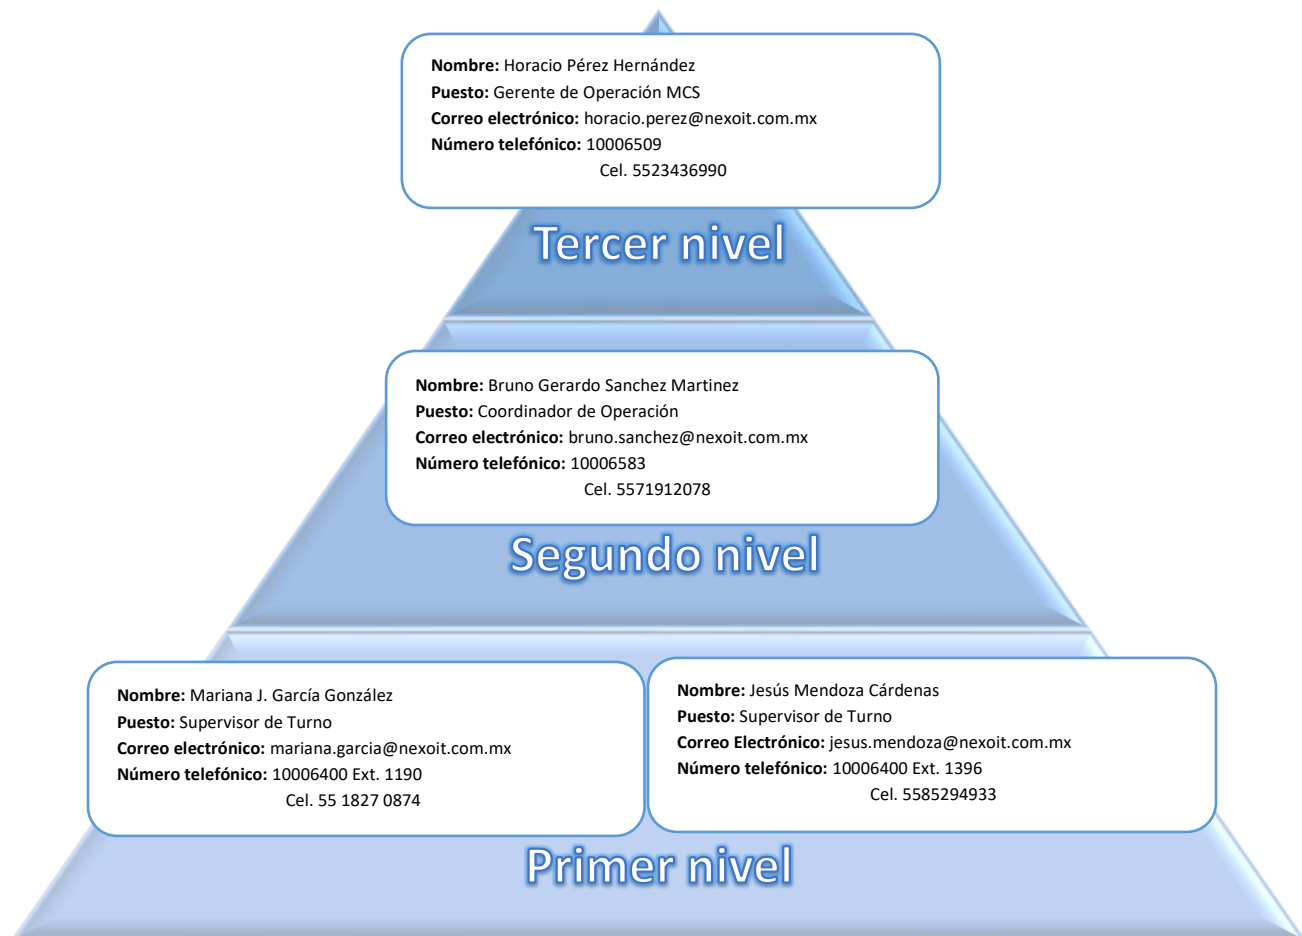 Nombre: Horacio Pérez Hernández
Puesto: Gerente de Operación MCS
Correo electrónico: horacio.perez@nexoit.com.mx
Número telefónico: 10006509
Cel. 5523436990
Tercer nivel
Nombre: Bruno Gerardo Sanchez Martinez
Puesto: Coordinador de Operación
Correo electrónico: bruno.sanchez@nexoit.com.mx
Número telefónico: 10006583
Cel. 5571912078
Segundo nivel
Nombre: Mariana J. García González
Puesto: Supervisor de Turno
Correo electrónico: mariana.garcia@nexoit.com.mx
Número telefónico: 10006400 Ext. 1190
Cel. 55 1827 0874
Nombre: Jesús Mendoza Cárdenas
Puesto: Supervisor de Turno
Correo Electrónico: jesus.mendoza@nexoit.com.mx
Número telefónico: 10006400 Ext. 1396
Cel. 5585294933
Primer nivel